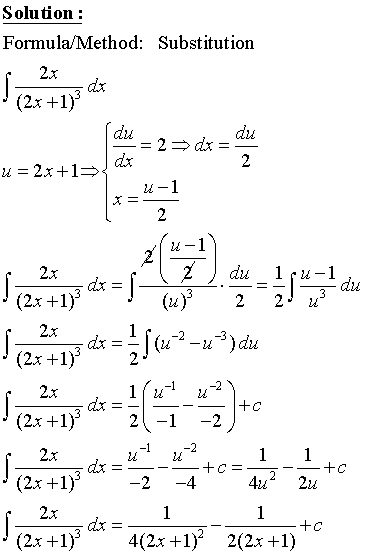 Solution :
Formula/Method: Substitution
∫ 2x/(2x+1)³ dx
u = 2x+1 ⇒ { du/dx = 2 ⇒ dx = du/2
x = (u−1)/2
∫ 2x/(2x+1)³ dx = ∫ 2((u−1)/2)/(u)³ · du/2 = 1/2 ∫ (u−1)/u³ du
∫ 2x/(2x+1)³ dx = 1/2 ∫ (u⁻² − u⁻³) du
∫ 2x/(2x+1)³ dx = 1/2 (u⁻¹/−1 − u⁻²/−2) + c
∫ 2x/(2x+1)³ dx = u⁻¹/−2 − u⁻²/−4 + c = 1/4u² − 1/2u + c
∫ 2x/(2x+1)³ dx = 1/4(2x+1)² − 1/2(2x+1) + c